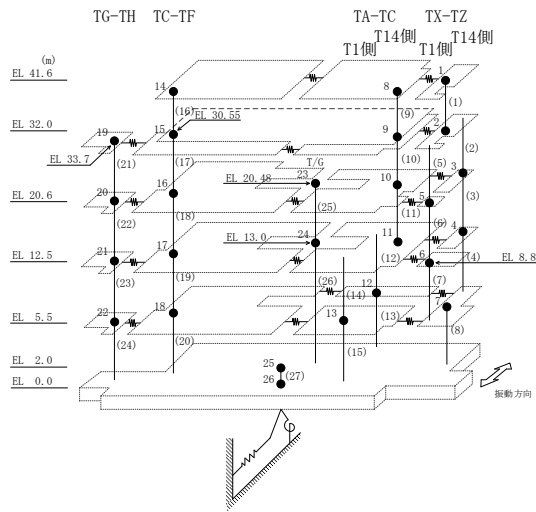 TG-TH TC-TF TA-TC TX-TZ
T1側 T14側 T1側 T14側
(m)
EL 41.6
14 8 1
(16) EL 30.55 (9) (1)
EL 32.0
19 15 9 2
EL 33.7 (21) (17) (10) (2)
T/G
EL 20.6
20 16 EL 20.48 23 10 (5) 5 3
(22) (18) (25) (11) (3)
EL 12.5
21 17 EL 13.0 24 11 (6) 6 4
EL 8.8
(23) (19) (12) (4)
(26) (14) 12 (7)
EL 5.5
22 18 13 (13) 7
(24) (20) (15) (8)
EL 2.0
EL 0.0
25
26 (27)
振動方向